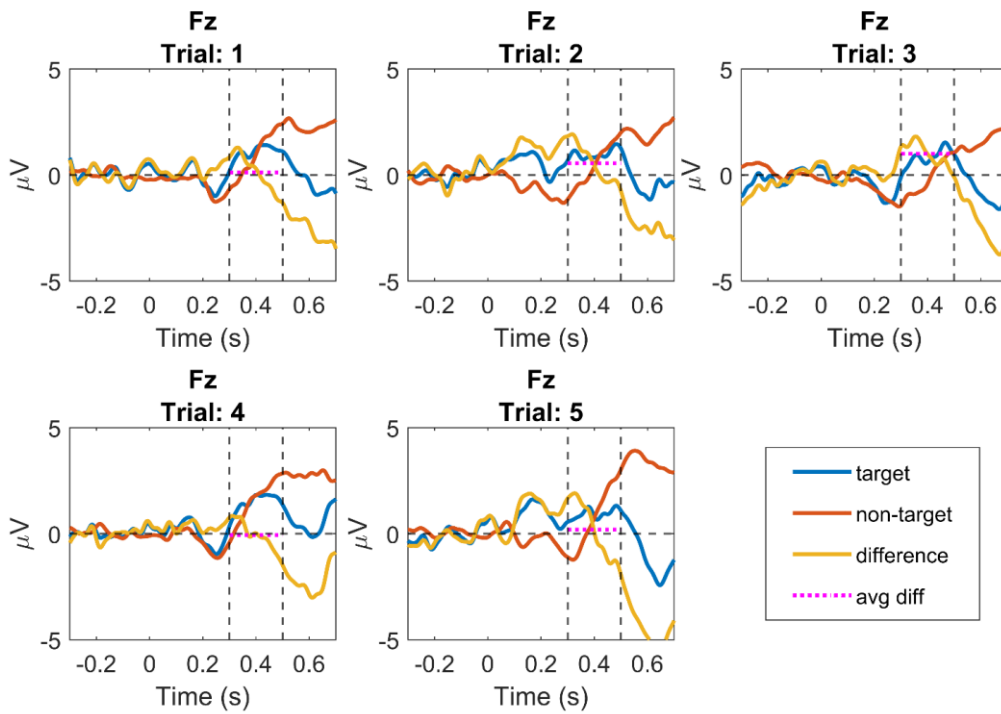 Fz
Trial: 1
5
0
-5
μV
-0.2 0 0.2 0.4 0.6
Time (s)
Fz
Trial: 2
5
0
-5
μV
-0.2 0 0.2 0.4 0.6
Time (s)
Fz
Trial: 3
5
0
-5
μV
-0.2 0 0.2 0.4 0.6
Time (s)
Fz
Trial: 4
5
0
-5
μV
-0.2 0 0.2 0.4 0.6
Time (s)
Fz
Trial: 5
5
0
-5
μV
-0.2 0 0.2 0.4 0.6
Time (s)
target
non-target
difference
avg diff